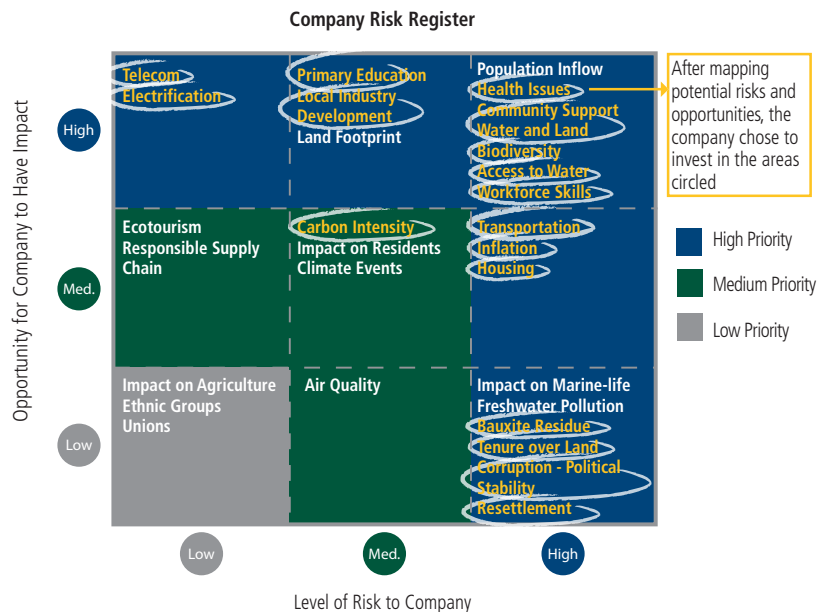 Company Risk Register
Opportunity for Company to Have Impact
High
Telecom
Electrification
Primary Education
Local Industry
Development
Land Footprint
Population Inflow
Health Issues
Community Support
Water and Land
Biodiversity
Access to Water
Workforce Skills
After mapping
potential risks and
opportunities, the
company chose to
invest in the areas
circled
Med.
Ecotourism
Responsible Supply
Chain
Carbon Intensity
Impact on Residents
Climate Events
Transportation
Inflation
Housing
High Priority
Medium Priority
Low Priority
Low
Impact on Agriculture
Ethnic Groups
Unions
Air Quality
Impact on Marine-life
Freshwater Pollution
Bauxite Residue
Tenure over Land
Corruption - Political
Stability
Resettlement
Low
Med.
High
Level of Risk to Company